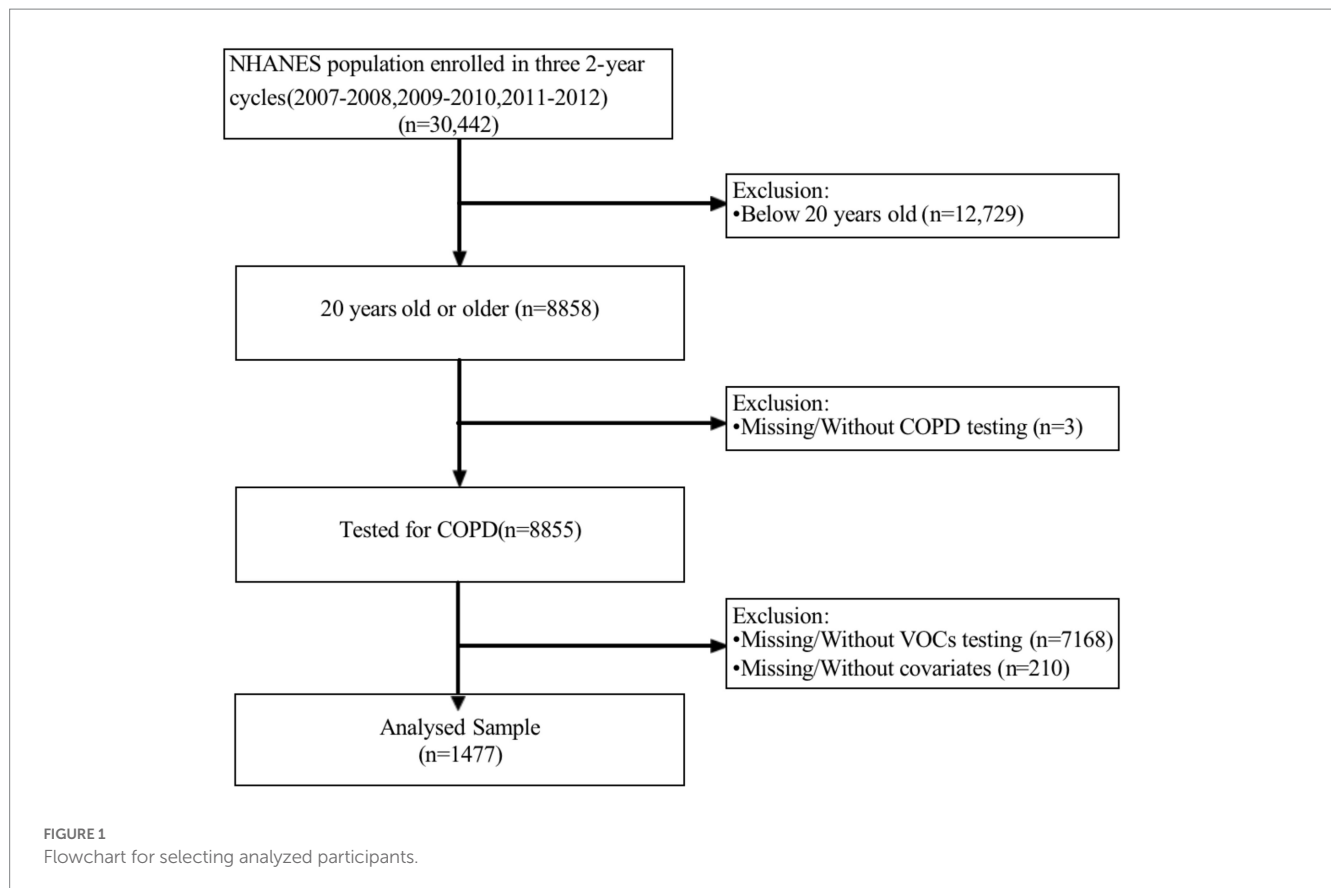 NHANES population enrolled in three 2-year
cycles(2007-2008,2009-2010,2011-2012)
(n=30,442)
Exclusion:
•Below 20 years old (n=12,729)
20 years old or older (n=8858)
Exclusion:
•Missing/Without COPD testing (n=3)
Tested for COPD(n=8855)
Exclusion:
•Missing/Without VOCs testing (n=7168)
•Missing/Without covariates (n=210)
Analysed Sample
(n=1477)
FIGURE 1
Flowchart for selecting analyzed participants.